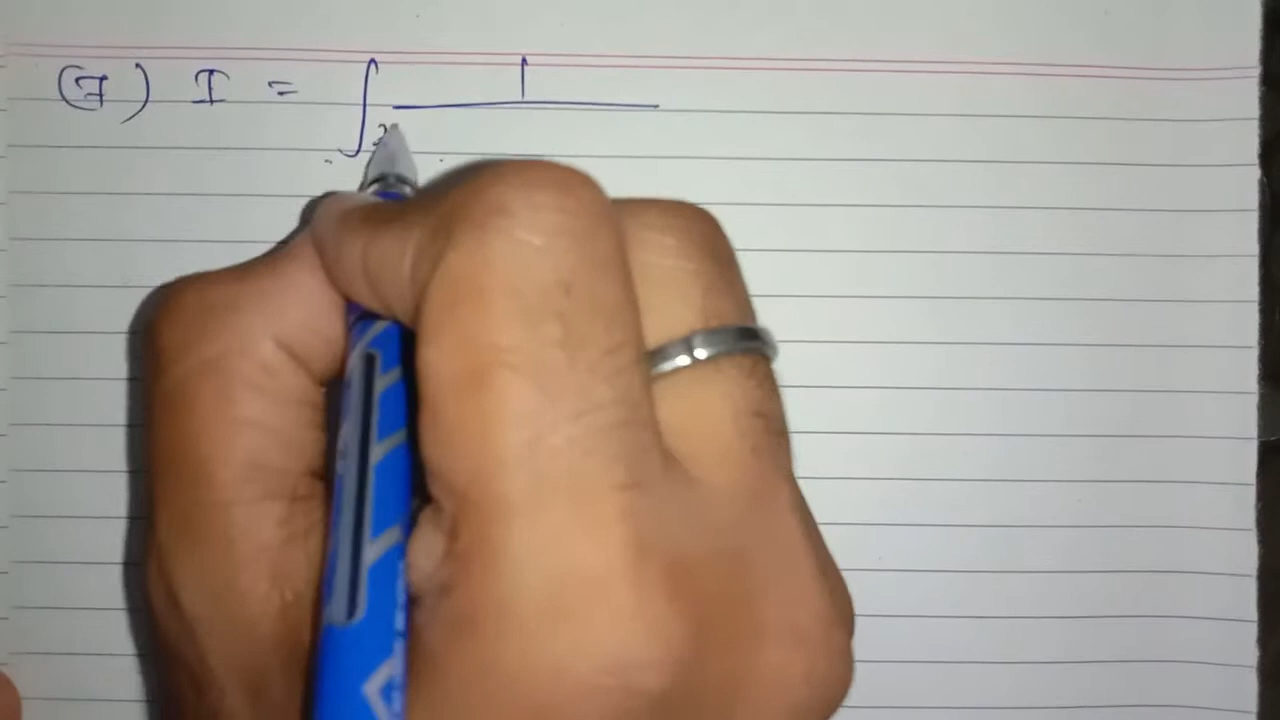 (7) I = ∫ 1 /